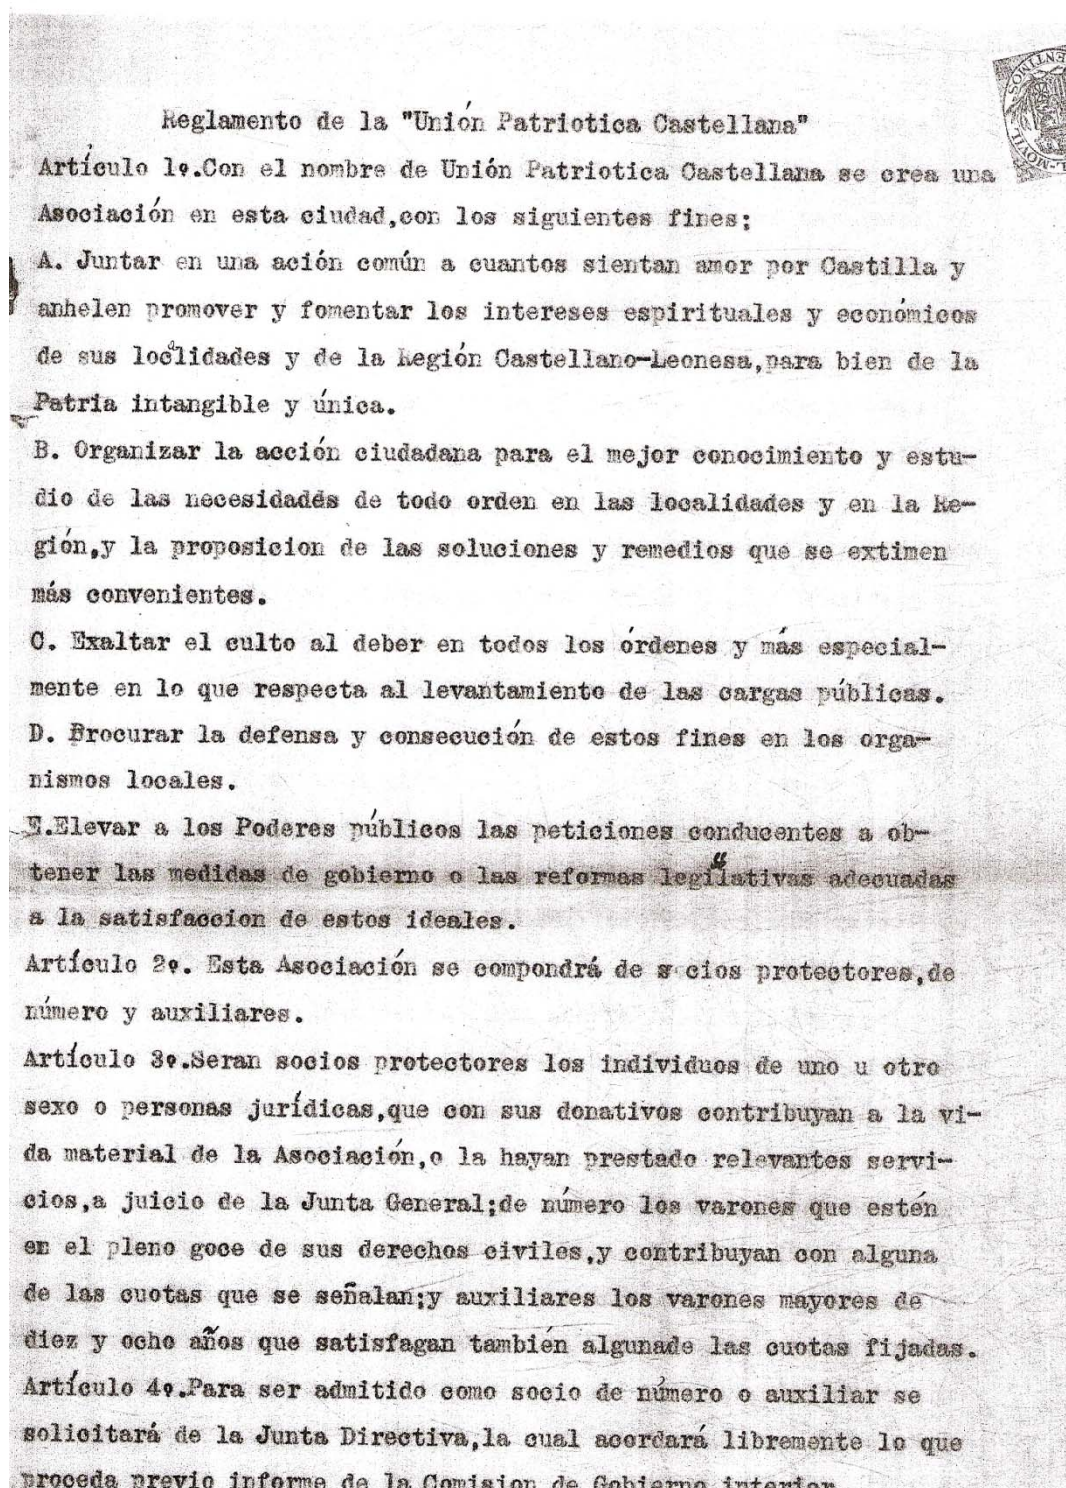 Reglamento de la "Unión Patriotica Castellana"
Artículo 1º.Con el nombre de Unión Patriotica Castellana se crea una
Asociación en esta ciudad,con los siguientes fines;
A. Juntar en una ación común a cuantos sientan amor por Castilla y
anhelen promover y fomentar los intereses espirituales y económicos
de sus localidades y de la Región Castellano-Leonesa,para bien de la
Patria intangible y única.
B. Organizar la acción ciudadana para el mejor conocimiento y estu-
dio de las necesidades de todo orden en las localidades y en la Re-
gión,y la proposicion de las soluciones y remedios que se extimen
más convenientes.
C. Exaltar el culto al deber en todos los órdenes y más especial-
mente en lo que respecta al levantamiento de las cargas públicas.
D. Procurar la defensa y consecución de estos fines en los orga-
nismos locales.
E.Elevar a los Poderes públicos las peticiones conducentes a ob-
tener las medidas de gobierno o las reformas legislativas adecuadas
a la satisfaccion de estos ideales.
Artículo 2º. Esta Asociación se compondrá de s cios protectores,de
número y auxiliares.
Artículo 3º.Seran socios protectores los individuos de uno u otro
sexo o personas jurídicas,que con sus donativos contribuyan a la vi-
da material de la Asociación,o la hayan prestado relevantes servi-
cios,a juicio de la Junta General;de número los varones que estén
en el pleno goce de sus derechos civiles,y contribuyan con alguna
de las cuotas que se señalan;y auxiliares los varones mayores de
diez y ocho años que satisfagan también algunade las cuotas fijadas.
Artículo 4º.Para ser admitido como socio de número o auxiliar se
solicitará de la Junta Directiva,la cual acordará libremente lo que
proceda previo informe de la Comision de Gobierno interior